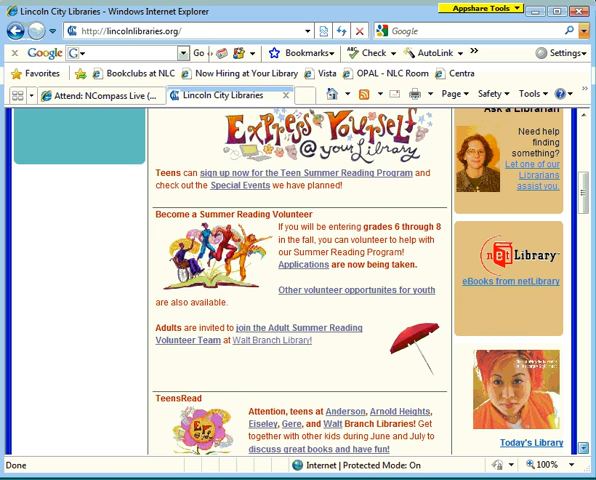 Lincoln City Libraries - Windows Internet Explorer
Appshare Tools
http://lincolnlibraries.org/
Google
Google
Go
Bookmarks
Check
AutoLink
Settings
Favorites Bookclubs at NLC Now Hiring at Your Library Vista OPAL - NLC Room Centra
Attend: NCompass Live (... Lincoln City Libraries
Page Safety Tools
EXPRESS YOURSELF
@ your Library
Teens can sign up now for the Teen Summer Reading Program and
check out the Special Events we have planned!
Become a Summer Reading Volunteer
If you will be entering grades 6 through 8
in the fall, you can volunteer to help with
our Summer Reading Program!
Applications are now being taken.
Other volunteer opportunites for youth
are also available.
Adults are invited to join the Adult Summer Reading
Volunteer Team at Walt Branch Library!
TeensRead
Attention, teens at Anderson, Arnold Heights,
Eiseley, Gere, and Walt Branch Libraries! Get
together with other kids during June and July to
discuss great books and have fun!
Ask a Librarian
Need help
finding
something?
Let one of our
Librarians
assist you.
netLibrary
eBooks from netLibrary
Today's Library
Done
Internet | Protected Mode: On
100%